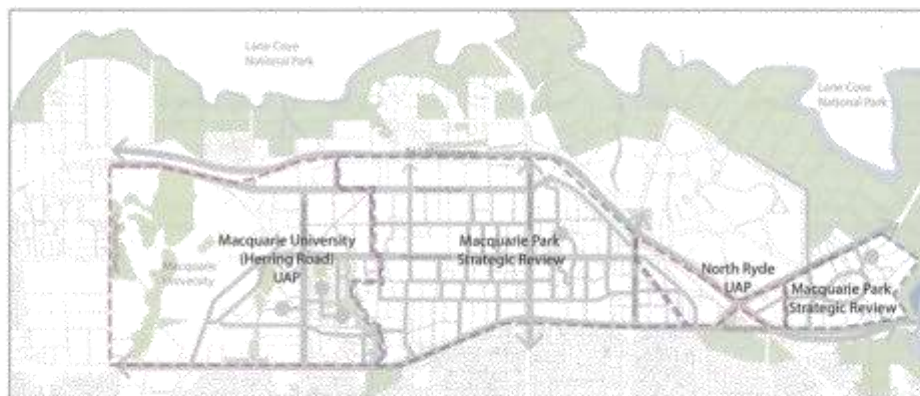 Lane Cove
National Park
Lane Cove
National Park
Macquarie University
(Herring Road)
UAP
Macquarie
University
Macquarie Park
Strategic Review
North Ryde
UAP
Macquarie Park
Strategic Review